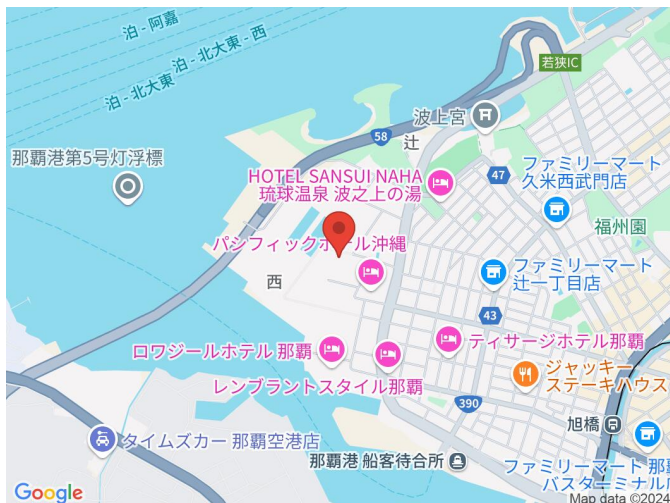 泊 - 阿嘉
泊 - 北大東 - 西
泊 - 北大東
若狭IC
波上宮
58
辻
那覇港第5号灯浮標
HOTEL SANSUI NAHA
琉球温泉 波之上の湯
47
ファミリーマート
久米西武門店
福州園
パシフィックホテル沖縄
西
ファミリーマート
辻一丁目店
43
ティサージホテル那覇
ロワジールホテル 那覇
レンブラントスタイル那覇
ジャッキー
ステーキハウス
390
旭橋
タイムズカー 那覇空港店
那覇港 船客待合所
ファミリーマート 那覇
バスターミナル
Google
Map data ©2024